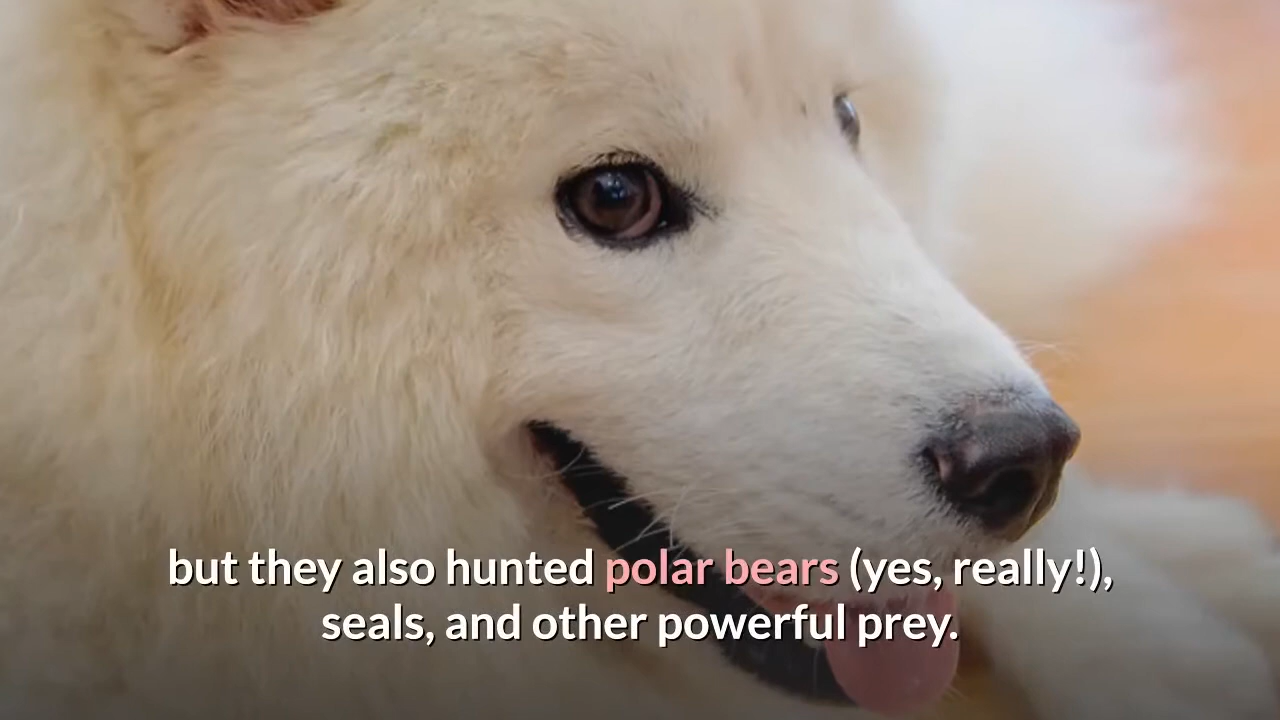 but they also hunted polar bears (yes, really!),
seals, and other powerful prey.